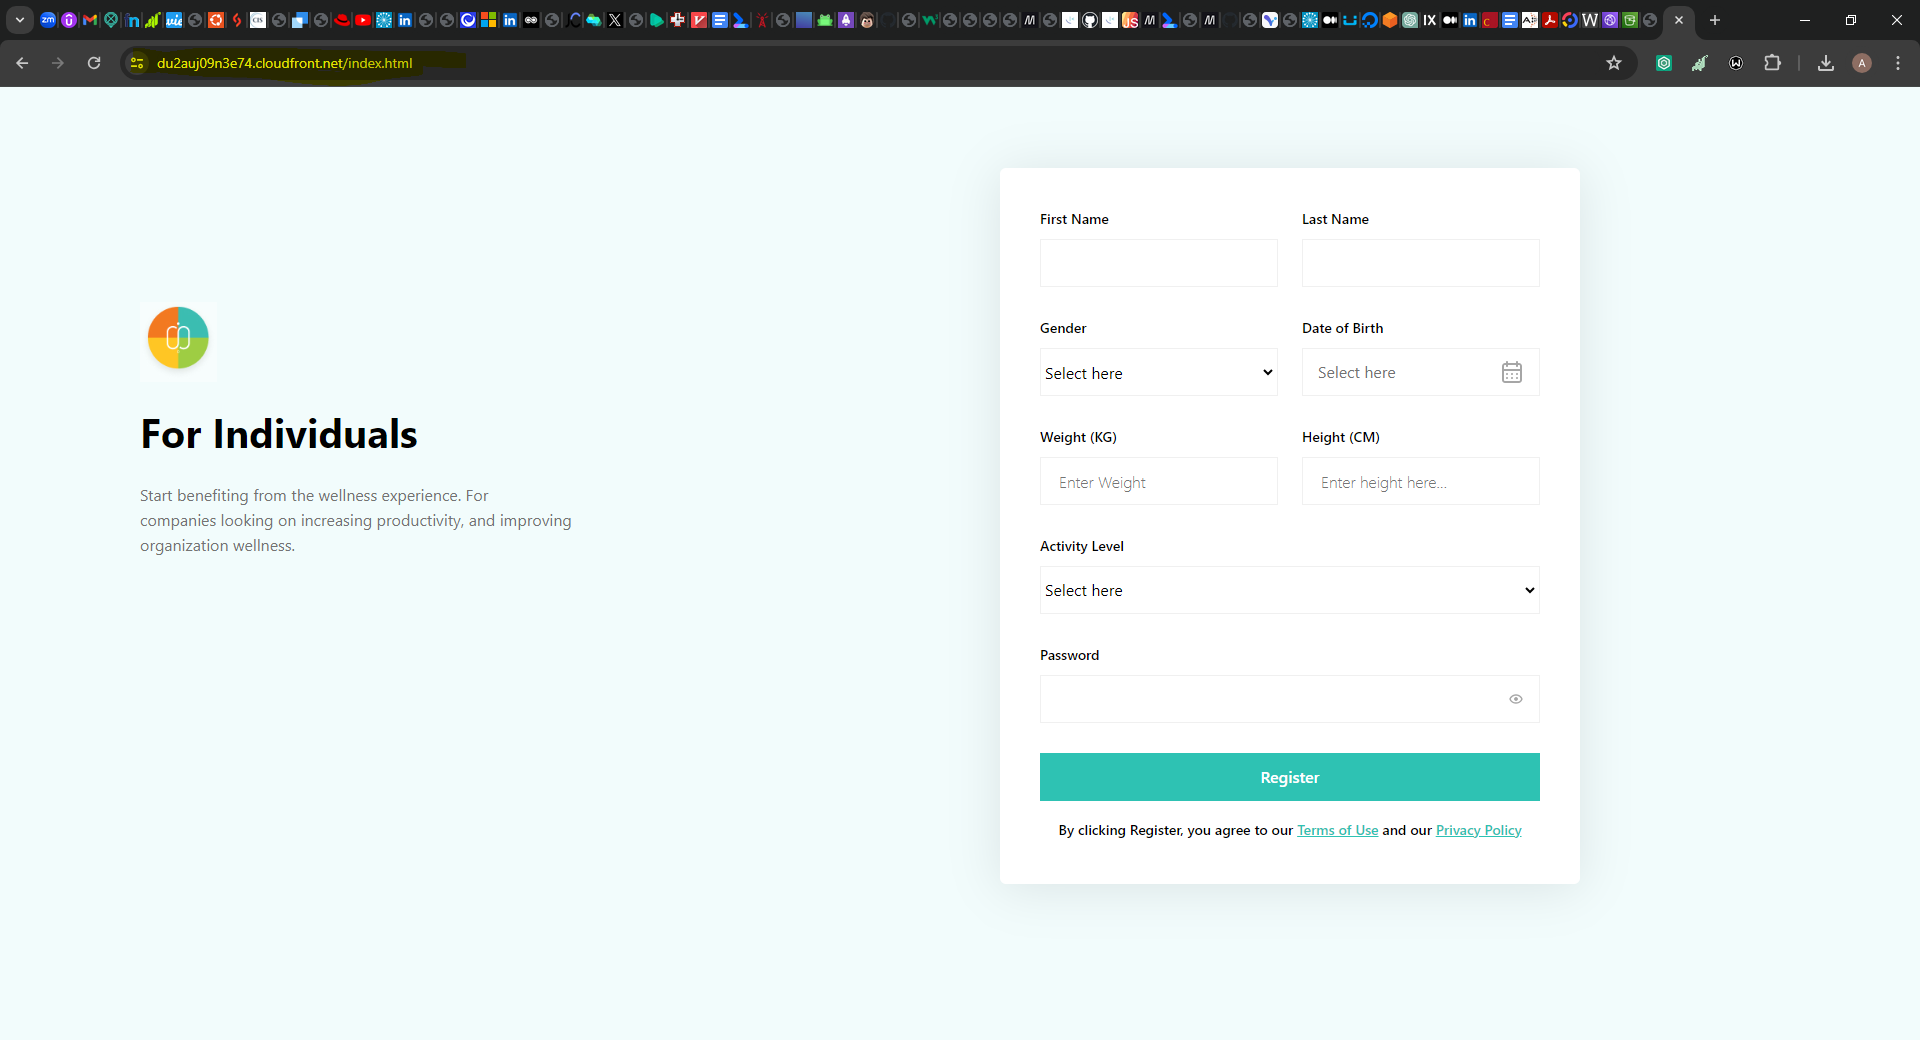 du2auj09n3e74.cloudfront.net/index.html
A
For Individuals
Start benefiting from the wellness experience. For
companies looking on increasing productivity, and improving
organization wellness.
First Name
Last Name
Gender
Date of Birth
Select here
Select here
Weight (KG)
Height (CM)
Enter Weight
Enter height here...
Activity Level
Select here
Password
Register
By clicking Register, you agree to our Terms of Use and our Privacy Policy